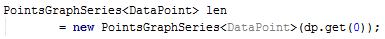 PointsGraphSeries<DataPoint> len
= new PointsGraphSeries<DataPoint>(dp.get(0));